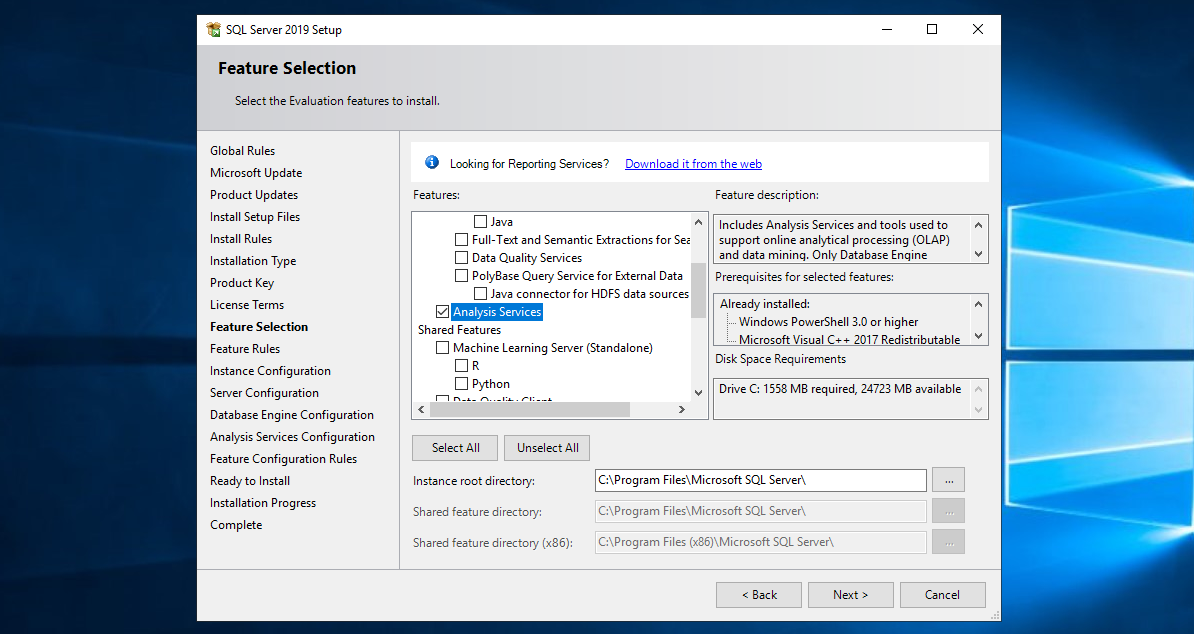 SQL Server 2019 Setup
Feature Selection
Select the Evaluation features to install.
Global Rules
Microsoft Update
Product Updates
Install Setup Files
Install Rules
Installation Type
Product Key
License Terms
Feature Selection
Feature Rules
Instance Configuration
Server Configuration
Database Engine Configuration
Analysis Services Configuration
Feature Configuration Rules
Ready to Install
Installation Progress
Complete
Looking for Reporting Services? Download it from the web
Features:
Java
Full-Text and Semantic Extractions for Sea
Data Quality Services
PolyBase Query Service for External Data
Java connector for HDFS data sources
Analysis Services
Shared Features
Machine Learning Server (Standalone)
R
Python
Data Quality Client
Select All
Unselect All
Feature description:
Includes Analysis Services and tools used to
support online analytical processing (OLAP)
and data mining. Only Database Engine
Prerequisites for selected features:
Already installed:
Windows PowerShell 3.0 or higher
Microsoft Visual C++ 2017 Redistributable
Disk Space Requirements
Drive C: 1558 MB required, 24723 MB available
Instance root directory: C:\Program Files\Microsoft SQL Server\ ...
Shared feature directory: C:\Program Files\Microsoft SQL Server\ ...
Shared feature directory (x86): C:\Program Files (x86)\Microsoft SQL Server\ ...
< Back
Next >
Cancel